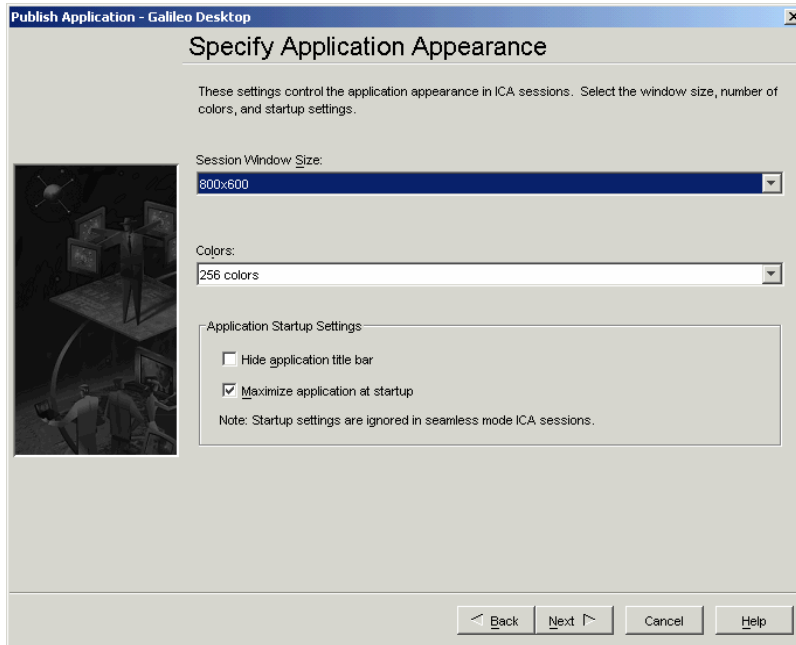 Publish Application - Galileo Desktop
Specify Application Appearance
These settings control the application appearance in ICA sessions. Select the window size, number of
colors, and startup settings.
Session Window Size:
800x600
Colors:
256 colors
Application Startup Settings
Hide application title bar
Maximize application at startup
Note: Startup settings are ignored in seamless mode ICA sessions.
Back Next Cancel Help